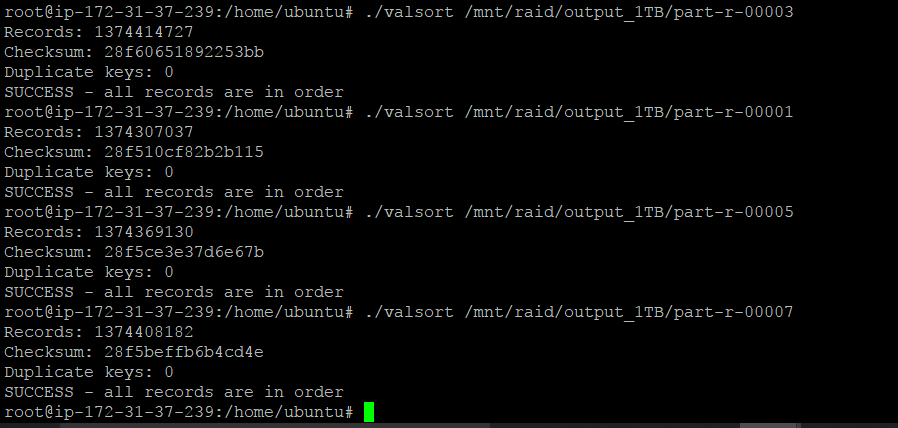 root@ip-172-31-37-239:/home/ubuntu# ./valsort /mnt/raid/output_1TB/part-r-00003
Records: 1374414727
Checksum: 28f60651892253bb
Duplicate keys: 0
SUCCESS - all records are in order
root@ip-172-31-37-239:/home/ubuntu# ./valsort /mnt/raid/output_1TB/part-r-00001
Records: 1374307037
Checksum: 28f510cf82b2b115
Duplicate keys: 0
SUCCESS - all records are in order
root@ip-172-31-37-239:/home/ubuntu# ./valsort /mnt/raid/output_1TB/part-r-00005
Records: 1374369130
Checksum: 28f5ce3e37d6e67b
Duplicate keys: 0
SUCCESS - all records are in order
root@ip-172-31-37-239:/home/ubuntu# ./valsort /mnt/raid/output_1TB/part-r-00007
Records: 1374408182
Checksum: 28f5beffb6b4cd4e
Duplicate keys: 0
SUCCESS - all records are in order
root@ip-172-31-37-239:/home/ubuntu#